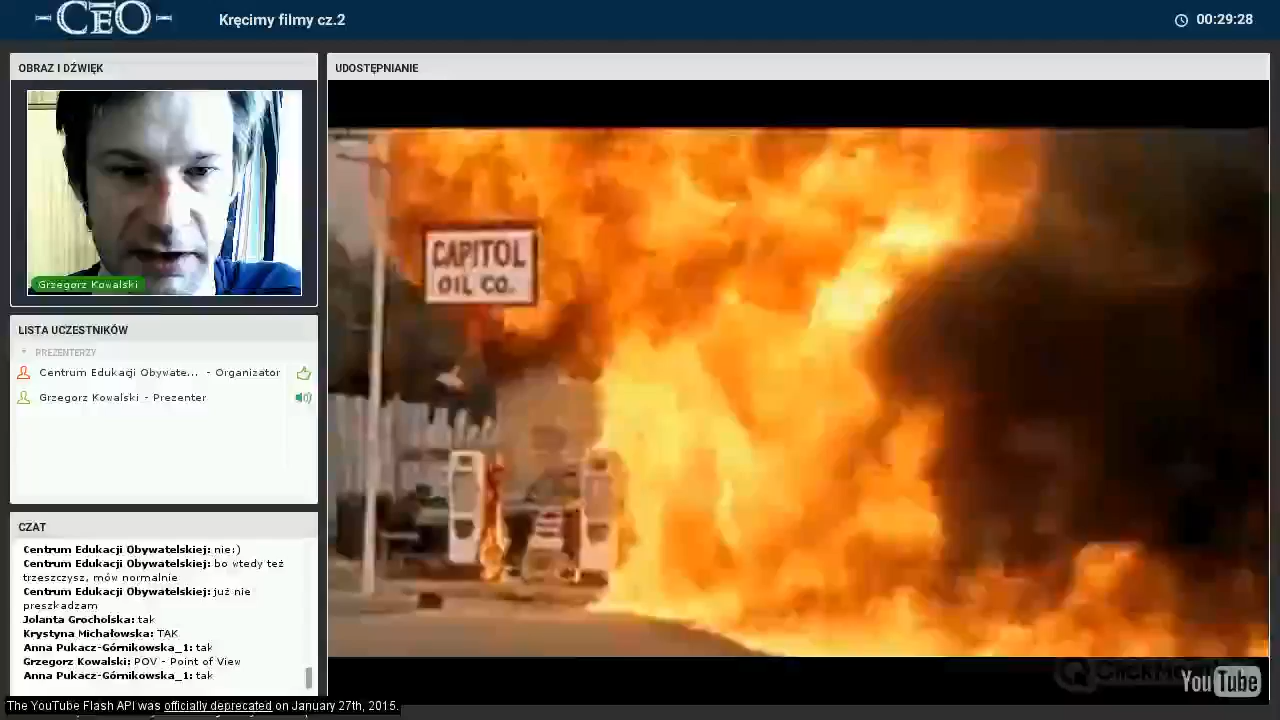 CEO
Kręcimy filmy cz.2
00:29:28
OBRAZ I DŹWIĘK
Grzegorz Kowalski
LISTA UCZESTNIKÓW
PREZENTERZY
Centrum Edukacji Obywate... - Organizator
Grzegorz Kowalski - Prezenter
CZAT
Centrum Edukacji Obywatelskiej: nie:)
Centrum Edukacji Obywatelskiej: bo wtedy też
trzeszczysz, mów normalnie
Centrum Edukacji Obywatelskiej: już nie
preszkadzam
Jolanta Grocholska: tak
Krystyna Michałowska: TAK
Anna Pukacz-Górnikowska_1: tak
Grzegorz Kowalski: POV - Point of View
Anna Pukacz-Górnikowska_1: tak
The YouTube Flash API was officially deprecated on January 27th, 2015.
UDOSTĘPNIANIE
CAPITOL
OIL CO.
YouTube